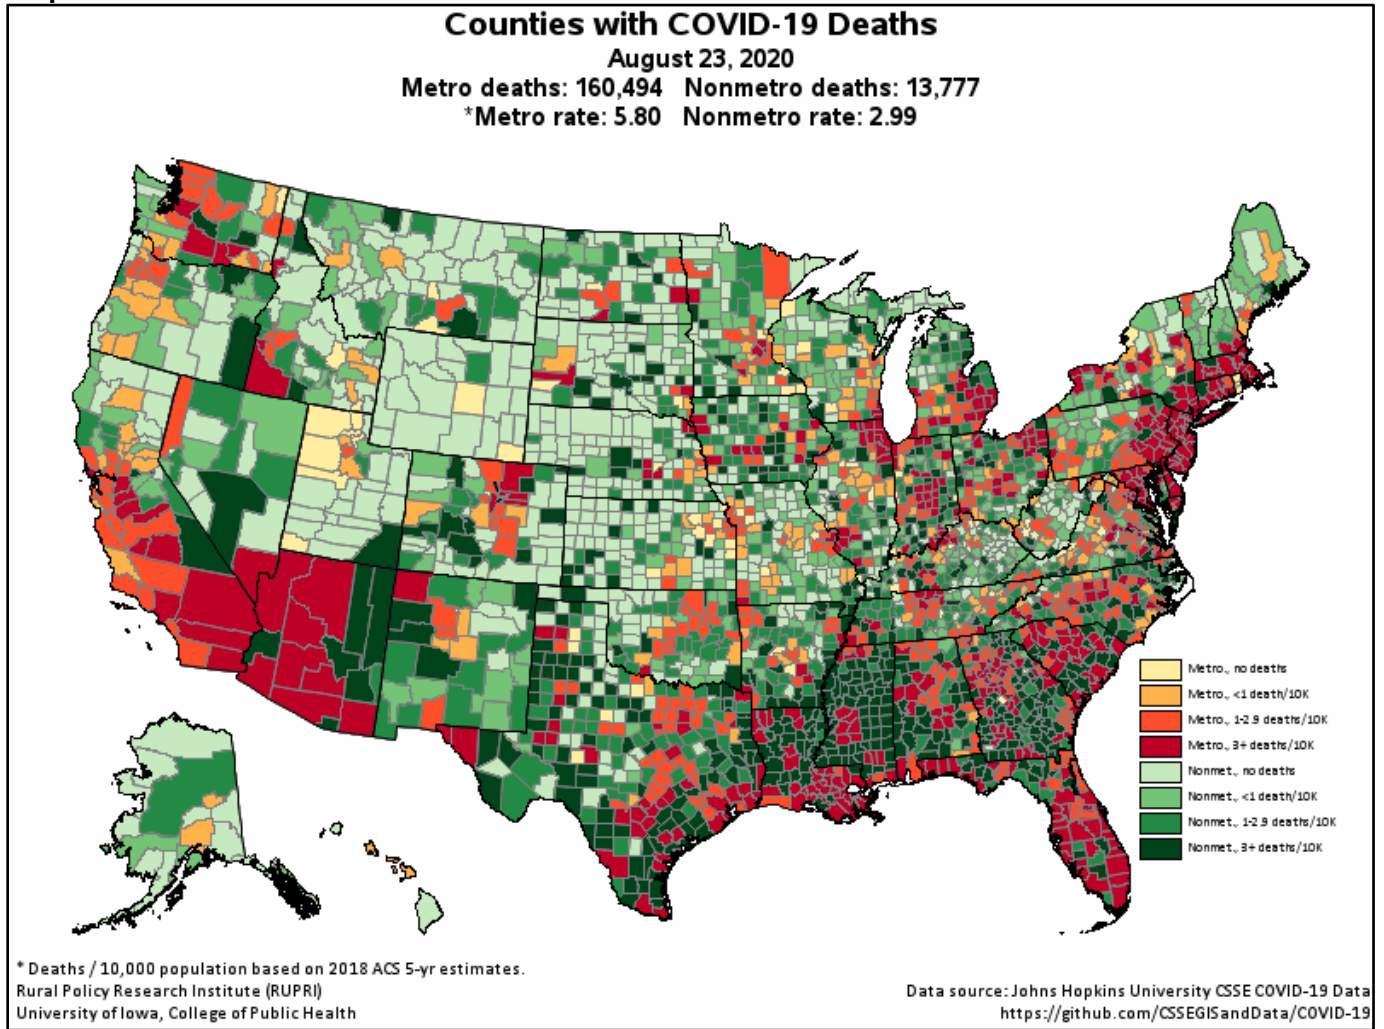 Counties with COVID-19 Deaths
August 23, 2020
Metro deaths: 160,494 Nonmetro deaths: 13,777
*Metro rate: 5.80 Nonmetro rate: 2.99
Metro., no deaths
Metro., <1 death/10K
Metro., 1-2.9 deaths/10K
Metro., 3+ deaths/10K
Nonmet., no deaths
Nonmet., <1 death/10K
Nonmet., 1-2.9 deaths/10K
Nonmet., 3+ deaths/10K
* Deaths / 10,000 population based on 2018 ACS 5-yr estimates.
Rural Policy Research Institute (RUPRI)
University of Iowa, College of Public Health
Data source: Johns Hopkins University CSSE COVID-19 Data
https://github.com/CSSEGISandData/COVID-19